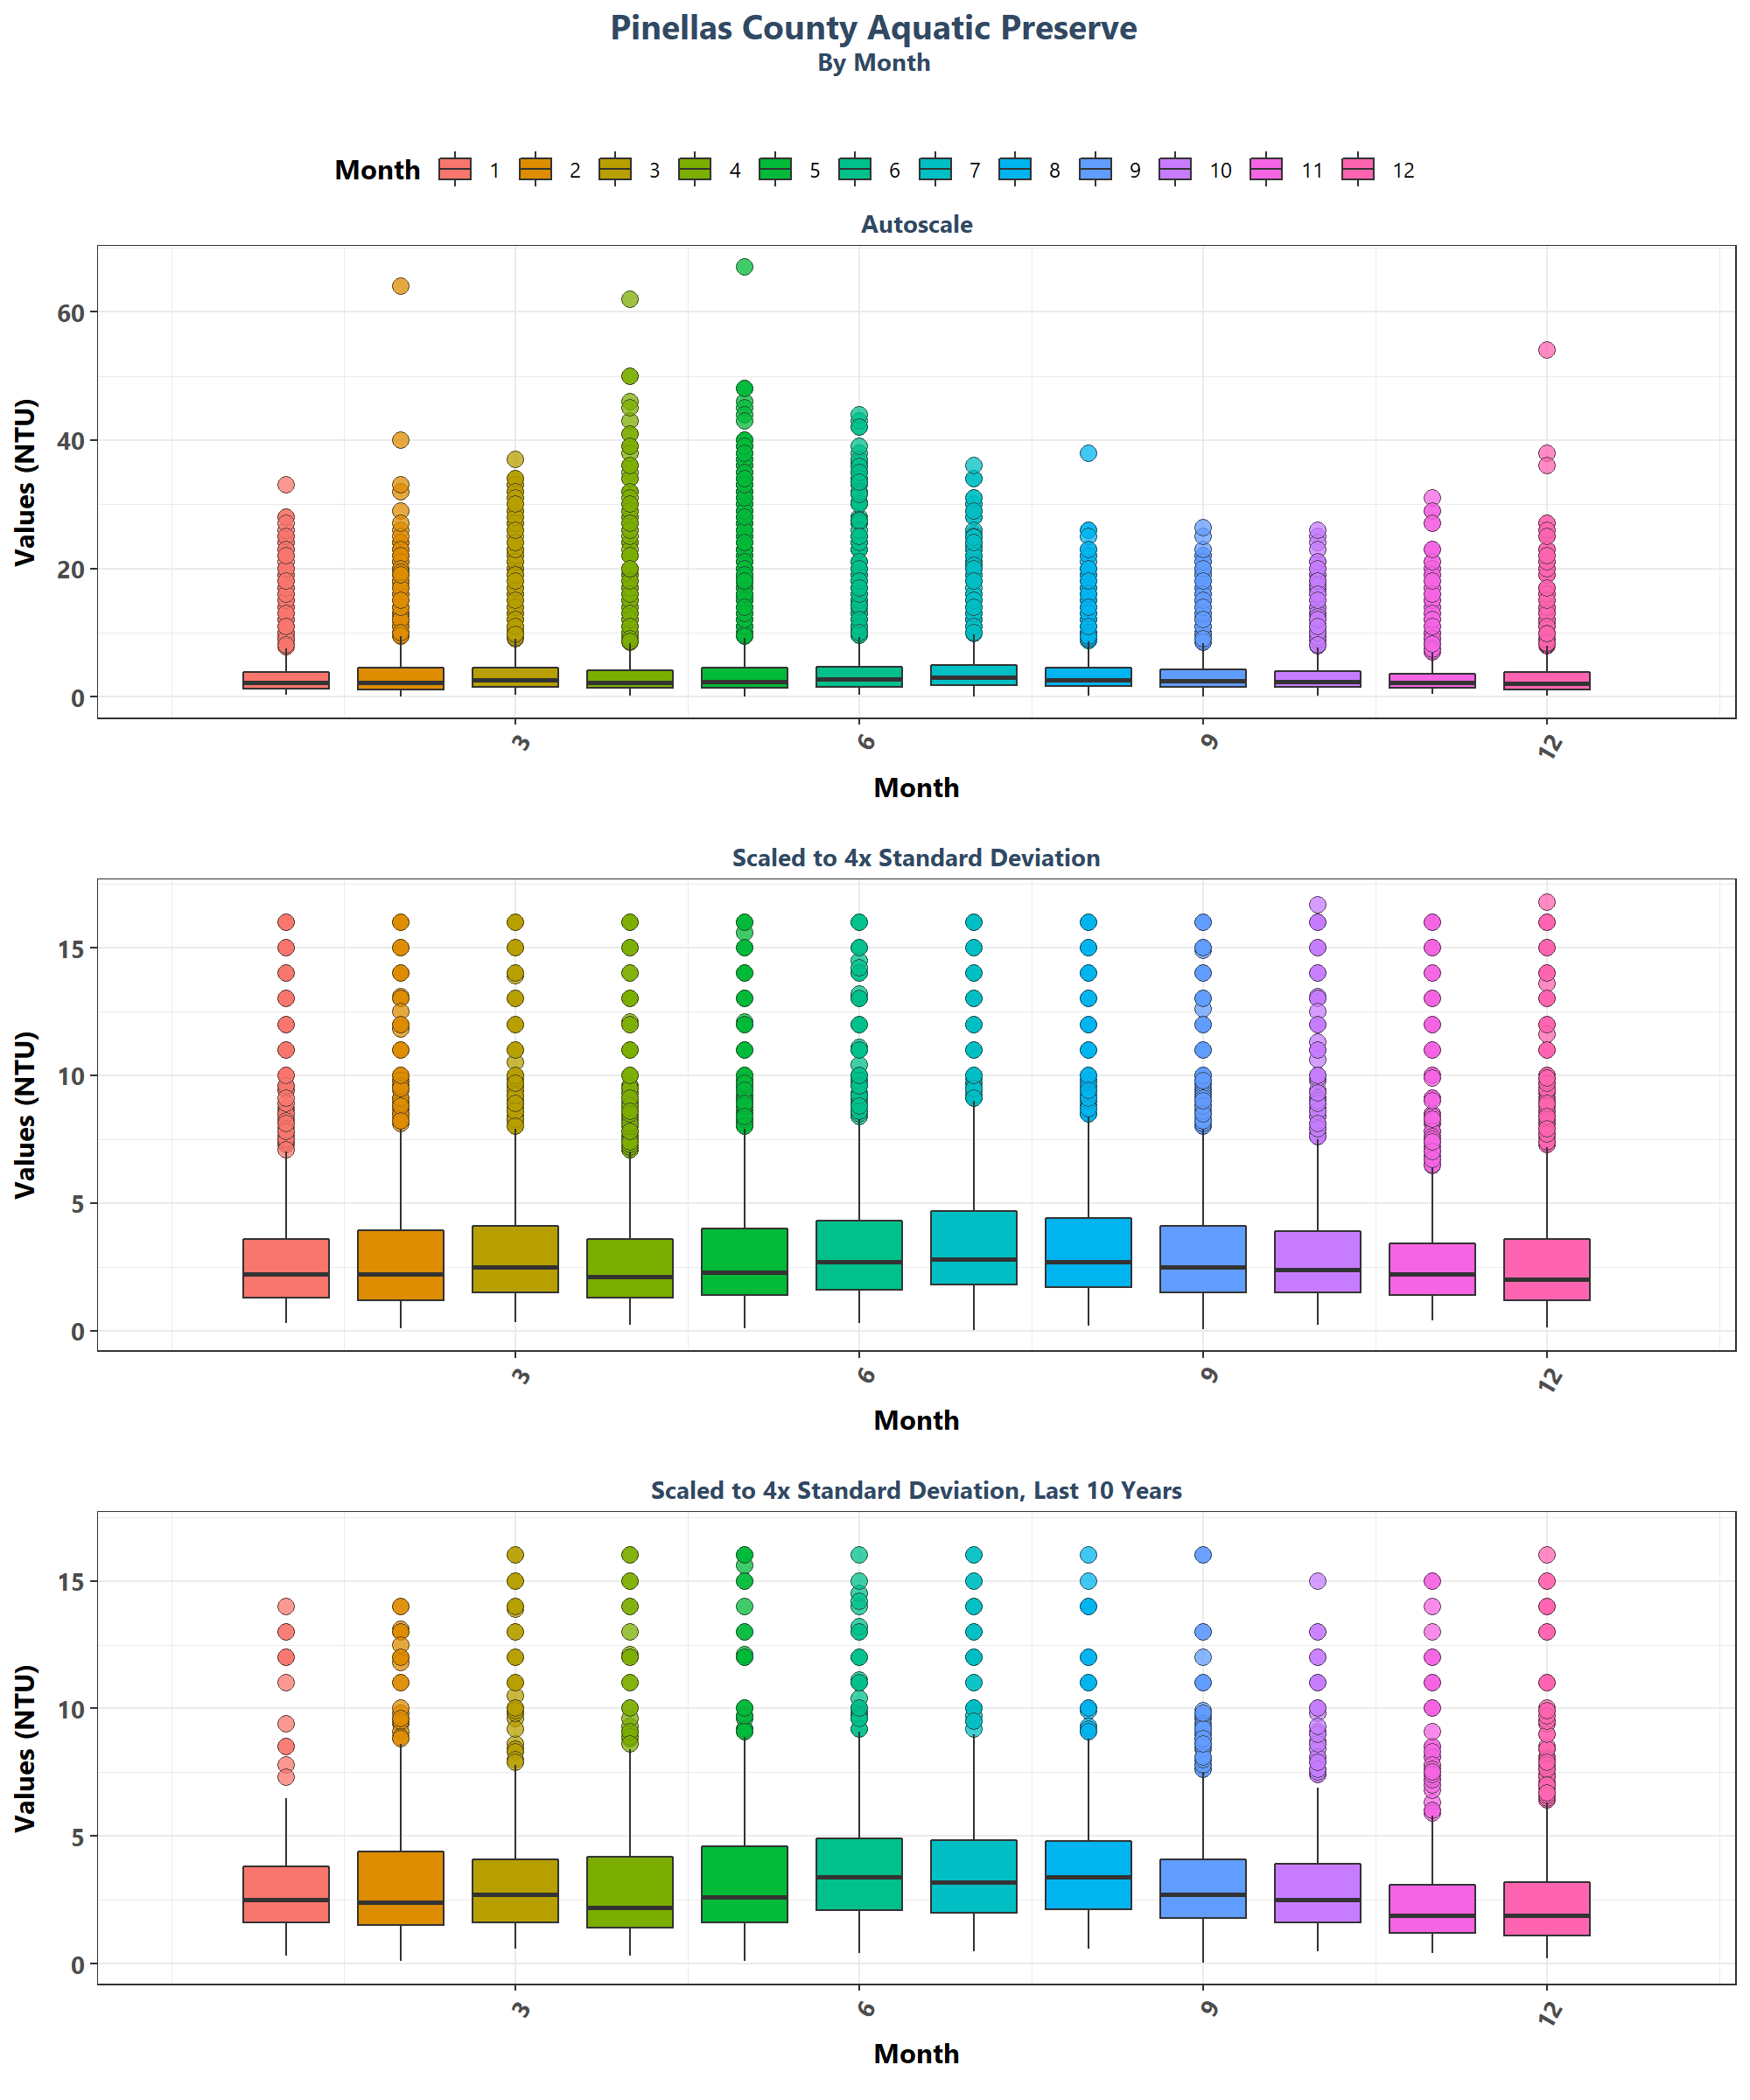 Pinellas County Aquatic Preserve
By Month
Month 1 2 3 4 5 6 7 8 9 10 11 12
Autoscale
Values (NTU)
60
40
20
0
3 6 9 12
Month
Scaled to 4x Standard Deviation
Values (NTU)
15
10
5
0
3 6 9 12
Month
Scaled to 4x Standard Deviation, Last 10 Years
Values (NTU)
15
10
5
0
3 6 9 12
Month